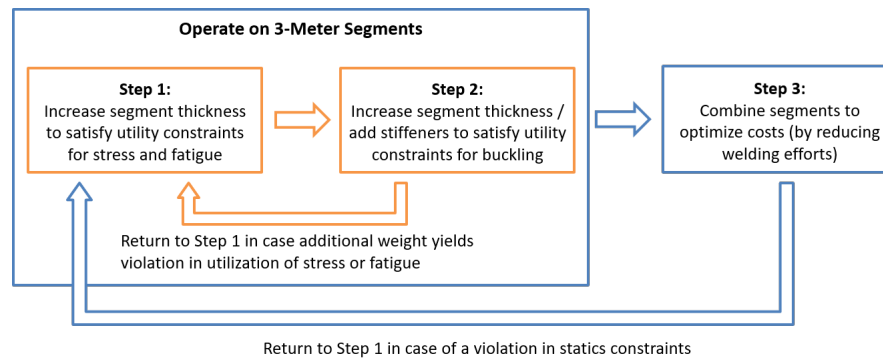 Operate on 3-Meter Segments
Step 1:
Increase segment thickness
to satisfy utility constraints
for stress and fatigue
Step 2:
Increase segment thickness /
add stiffeners to satisfy utility
constraints for buckling
Step 3:
Combine segments to
optimize costs (by reducing
welding efforts)
Return to Step 1 in case additional weight yields
violation in utilization of stress or fatigue
Return to Step 1 in case of a violation in statics constraints